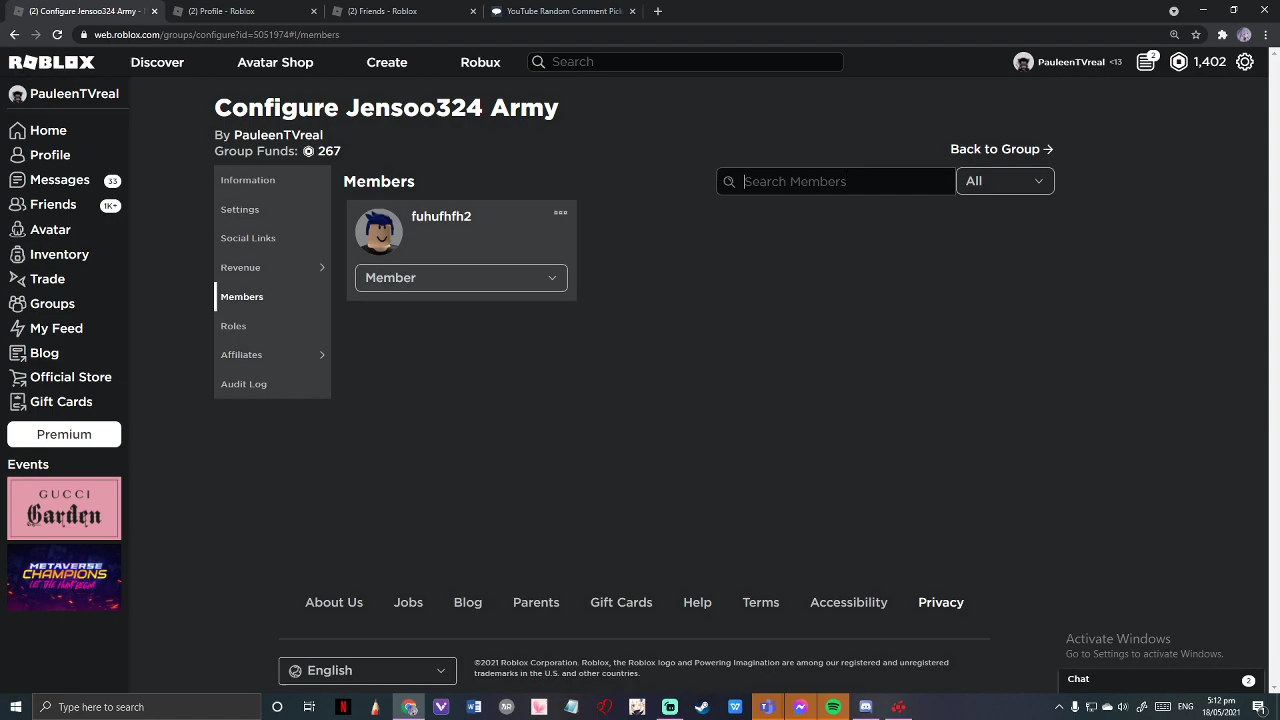 (2) Configure Jensoo324 Army -
(2) Profile - Roblox
(2) Friends - Roblox
YouTube Random Comment Pick
web.roblox.com/groups/configure?id=5051974#!/members
ROBLOX
Discover
Avatar Shop
Create
Robux
Search
PauleenTVreal <13
2
1,402
PauleenTVreal
Home
Profile
Messages 33
Friends 1K+
Avatar
Inventory
Trade
Groups
My Feed
Blog
Official Store
Gift Cards
Premium
Events
GUCCI
Garden
METAVERSE
CHAMPIONS
LET THE HUNT BEGIN
Configure Jensoo324 Army
By PauleenTVreal
Group Funds: 267
Back to Group
Information
Settings
Social Links
Revenue
Members
Roles
Affiliates
Audit Log
Members
Search Members
All
fuhufhfh2
Member
About Us
Jobs
Blog
Parents
Gift Cards
Help
Terms
Accessibility
Privacy
English
©2021 Roblox Corporation. Roblox, the Roblox logo and Powering Imagination are among our registered and unregistered
trademarks in the U.S. and other countries.
Activate Windows
Go to Settings to activate Windows.
Chat 2
Type here to search
ENG
5:12 pm
18/05/2021